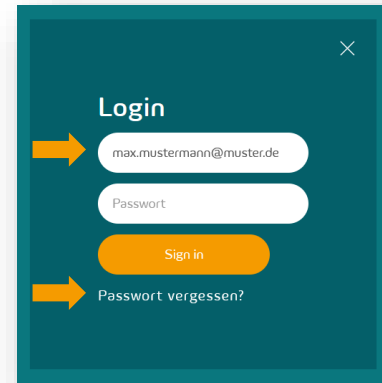 Login
max.mustermann@muster.de
Passwort
Sign in
Passwort vergessen?